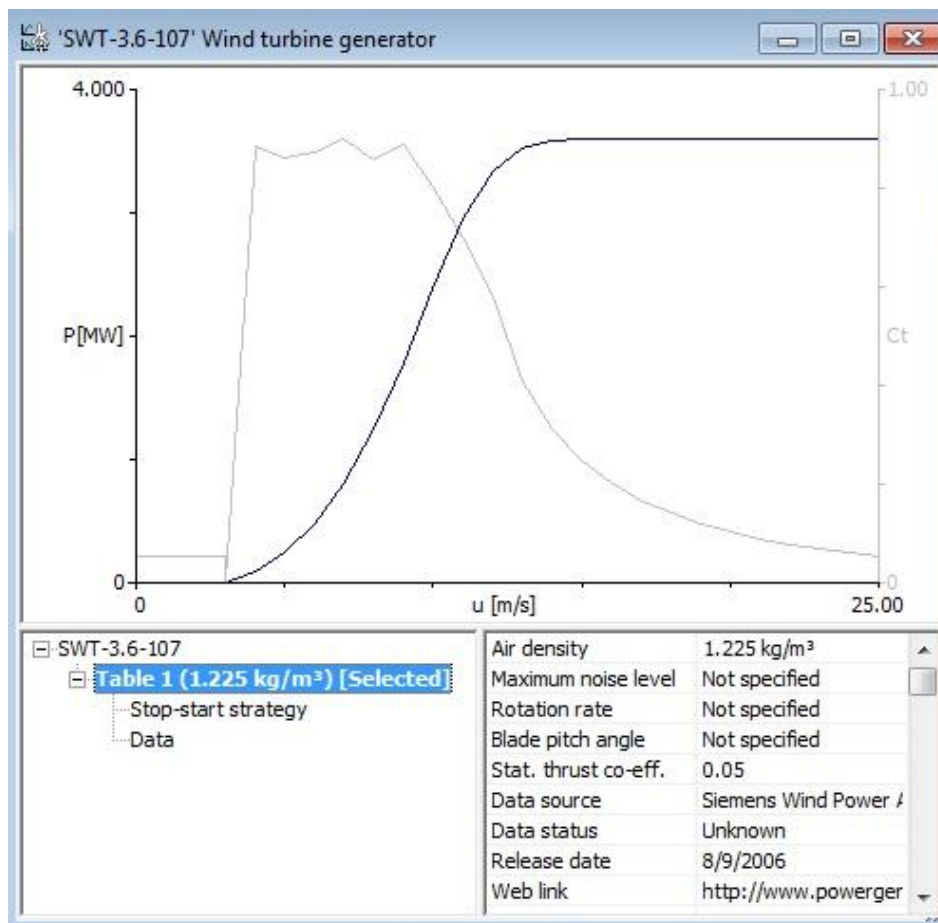 'SWT-3.6-107' Wind turbine generator
4.000
1.00
P[MW]
Ct
0
0
0
u [m/s]
25.00
SWT-3.6-107
Table 1 (1.225 kg/m³) [Selected]
Stop-start strategy
Data
Air density 1.225 kg/m³
Maximum noise level Not specified
Rotation rate Not specified
Blade pitch angle Not specified
Stat. thrust co-eff. 0.05
Data source Siemens Wind Power A
Data status Unknown
Release date 8/9/2006
Web link http://www.powerger